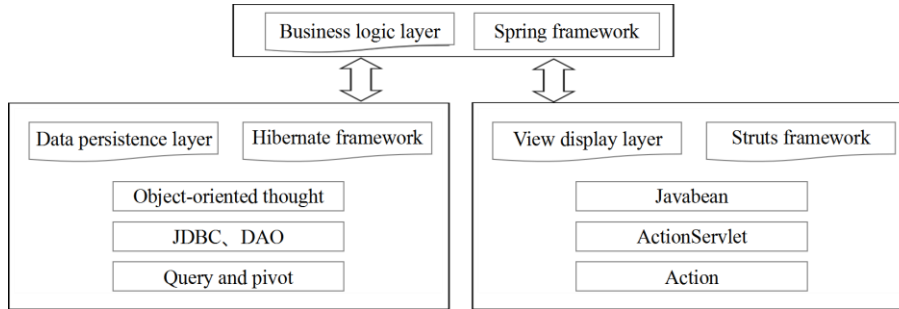 Business logic layer
Spring framework
Data persistence layer
Hibernate framework
Object-oriented thought
JDBC、DAO
Query and pivot
View display layer
Struts framework
Javabean
ActionServlet
Action